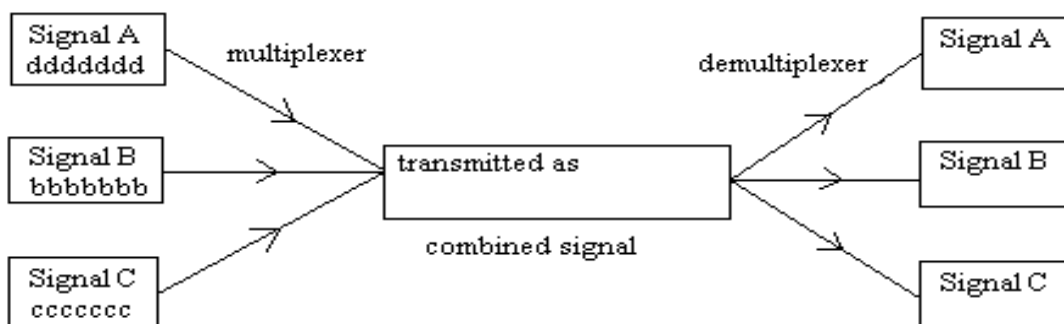 Signal A
ddddddd
multiplexer
Signal B
bbbbbbb
Signal C
ccccccc
transmitted as
combined signal
demultiplexer
Signal A
Signal B
Signal C